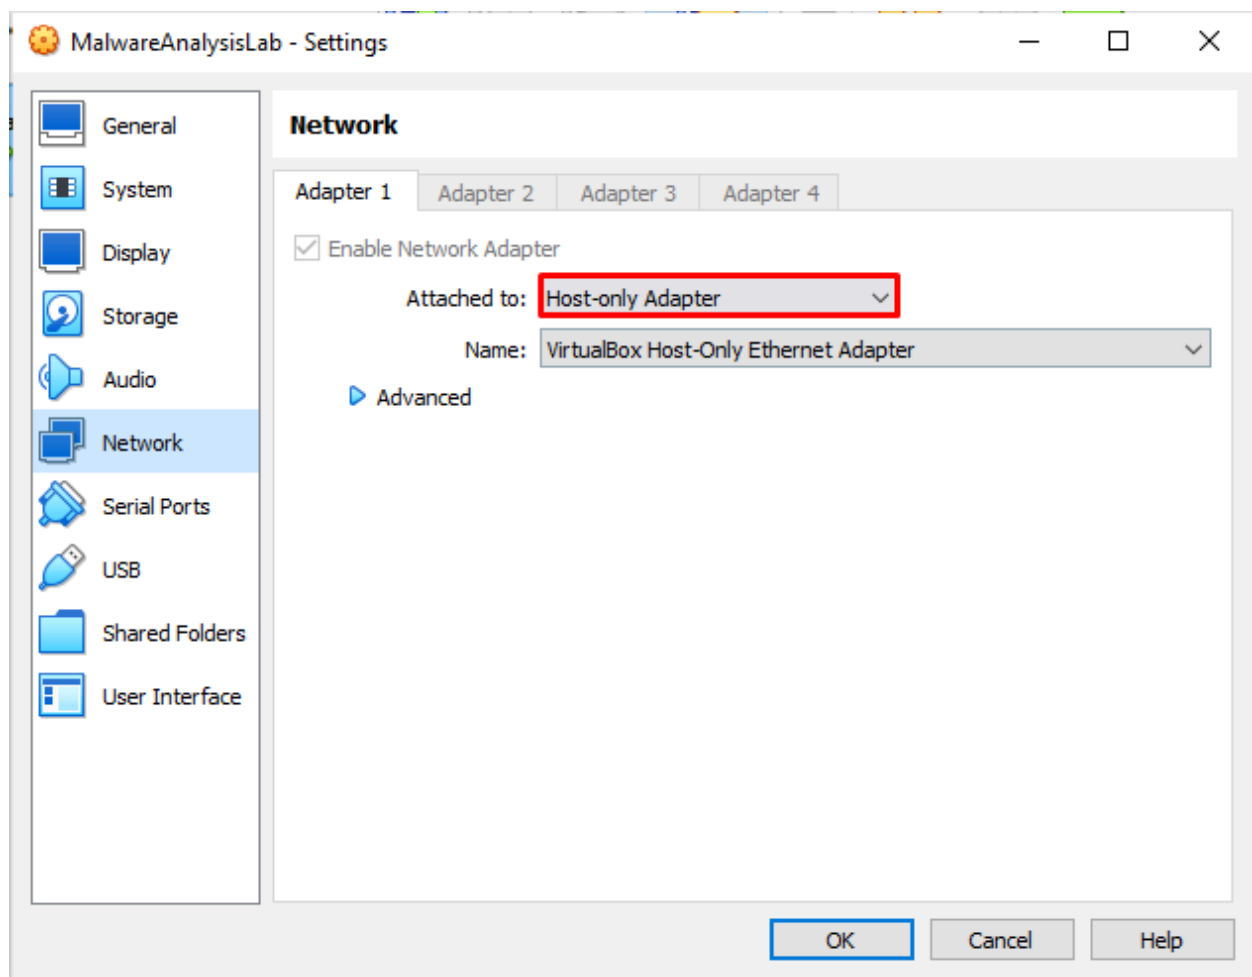 MalwareAnalysisLab - Settings
General
System
Display
Storage
Audio
Network
Serial Ports
USB
Shared Folders
User Interface
Network
Adapter 1 Adapter 2 Adapter 3 Adapter 4
Enable Network Adapter
Attached to: Host-only Adapter
Name: VirtualBox Host-Only Ethernet Adapter
Advanced
OK Cancel Help